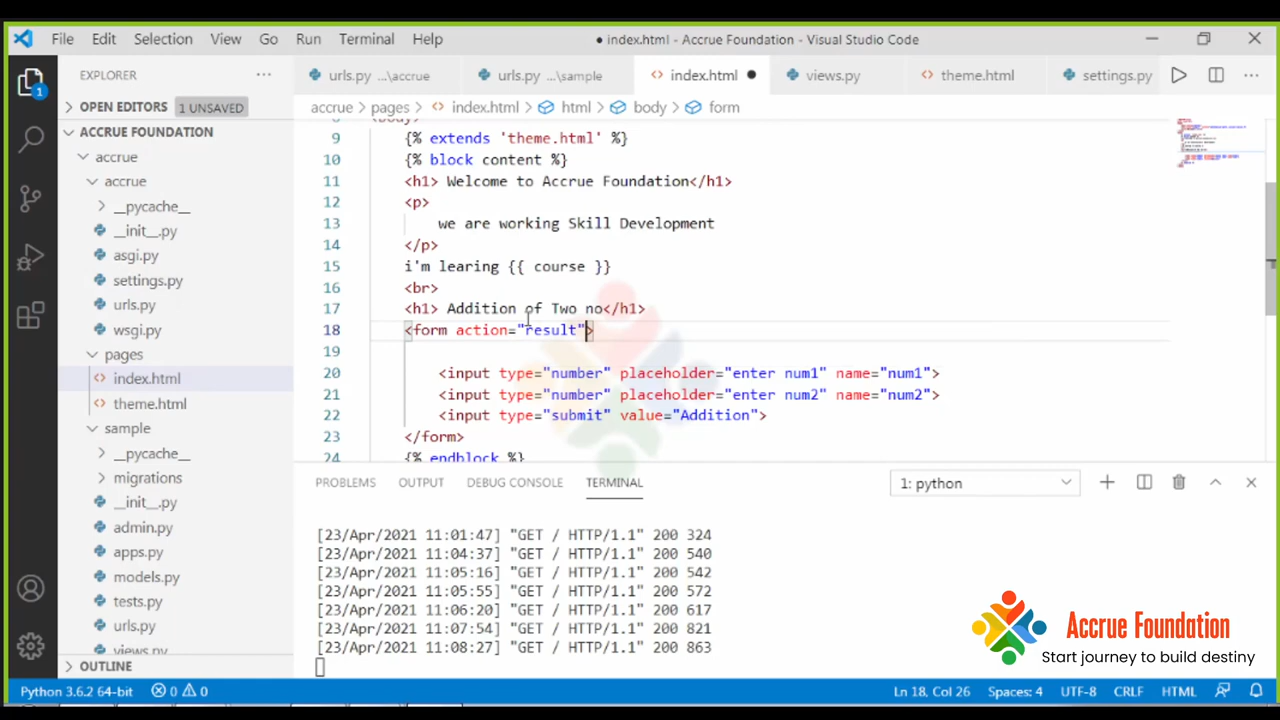 File Edit Selection View Go Run Terminal Help
● index.html - Accrue Foundation - Visual Studio Code
EXPLORER
OPEN EDITORS 1 UNSAVED
ACCRUE FOUNDATION
accrue
accrue
__pycache__
__init__.py
asgi.py
settings.py
urls.py
wsgi.py
pages
index.html
theme.html
sample
__pycache__
migrations
__init__.py
admin.py
apps.py
models.py
tests.py
urls.py
views.py
OUTLINE
urls.py ...\accrue urls.py ...\sample index.html ● views.py theme.html settings.py
accrue > pages > index.html > html > body > form
8 <body>
9 {% extends 'theme.html' %}
10 {% block content %}
11 <h1> Welcome to Accrue Foundation</h1>
12 <p>
13 we are working Skill Development
14 </p>
15 i'm learing {{ course }}
16 <br>
17 <h1> Addition of Two no</h1>
18 <form action="result">
19
20 <input type="number" placeholder="enter num1" name="num1">
21 <input type="number" placeholder="enter num2" name="num2">
22 <input type="submit" value="Addition">
23 </form>
24 {% endblock %}
PROBLEMS OUTPUT DEBUG CONSOLE TERMINAL
1: python
[23/Apr/2021 11:01:47] "GET / HTTP/1.1" 200 324
[23/Apr/2021 11:04:37] "GET / HTTP/1.1" 200 540
[23/Apr/2021 11:05:16] "GET / HTTP/1.1" 200 542
[23/Apr/2021 11:05:55] "GET / HTTP/1.1" 200 572
[23/Apr/2021 11:06:20] "GET / HTTP/1.1" 200 617
[23/Apr/2021 11:07:54] "GET / HTTP/1.1" 200 821
[23/Apr/2021 11:08:27] "GET / HTTP/1.1" 200 863
Accrue Foundation
Start journey to build destiny
Python 3.6.2 64-bit 0 0 Ln 18, Col 26 Spaces: 4 UTF-8 CRLF HTML